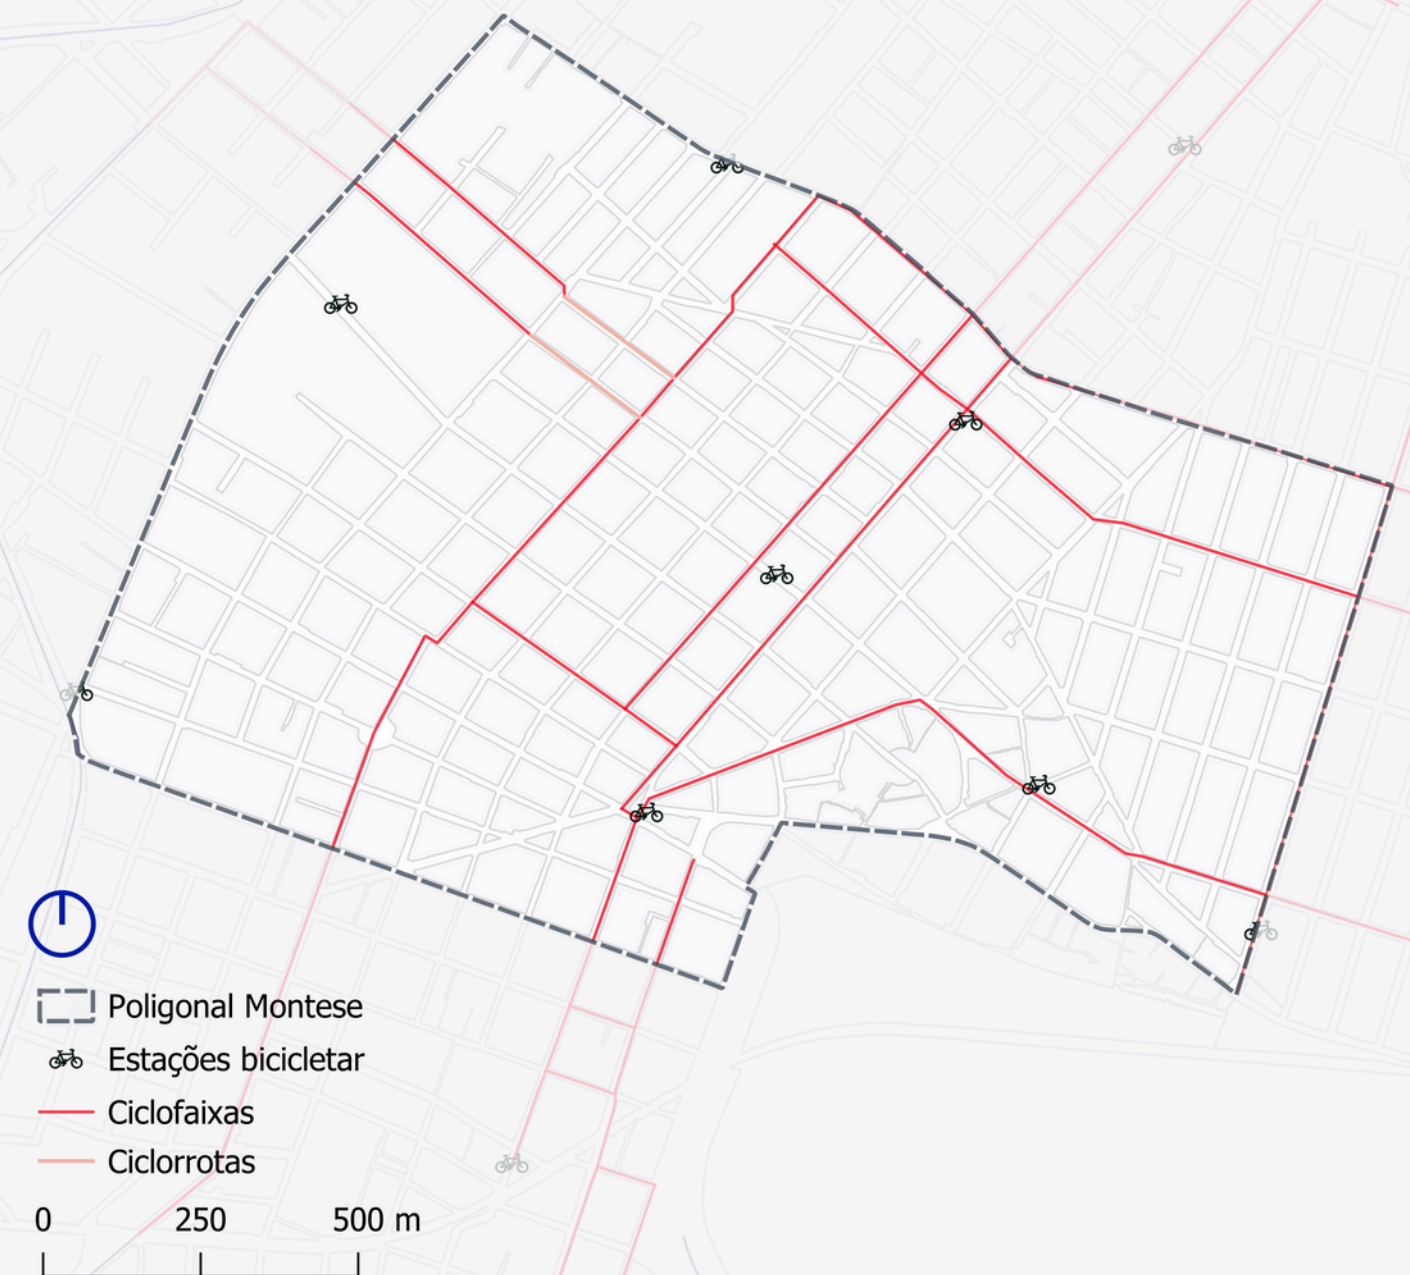 Poligonal Montese
Estações bicicletar
Ciclofaixas
Ciclorrotas
0 250 500 m